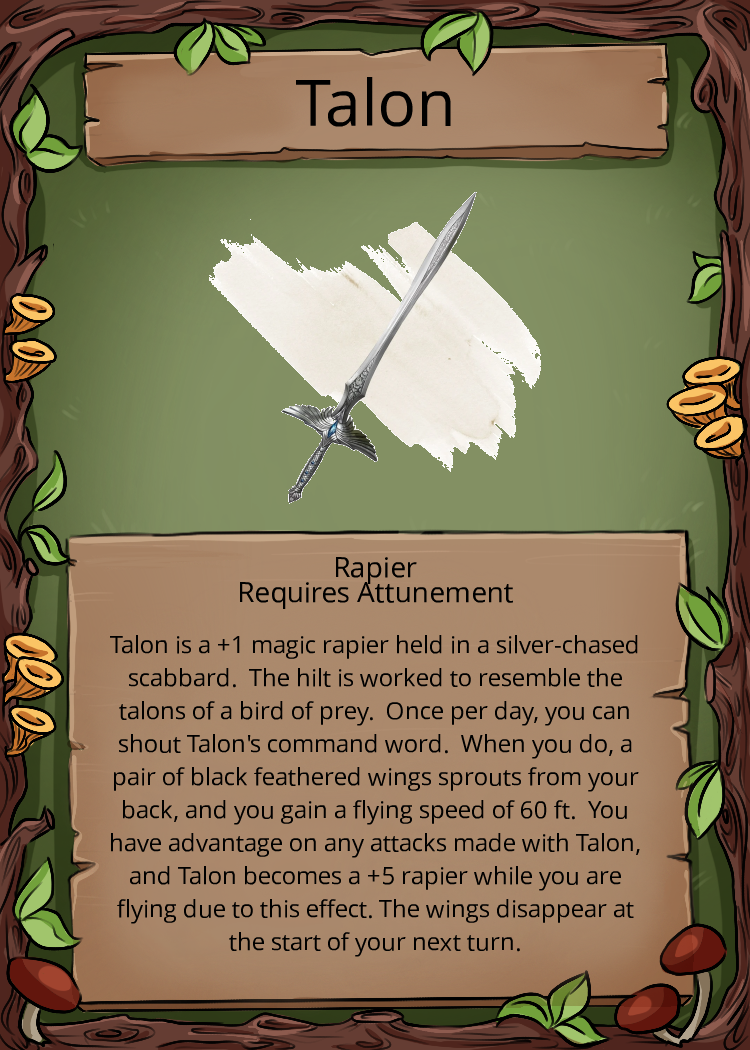 Talon
Rapier
Requires Attunement
Talon is a +1 magic rapier held in a silver-chased
scabbard.  The hilt is worked to resemble the
talons of a bird of prey.  Once per day, you can
shout Talon's command word.  When you do, a
pair of black feathered wings sprouts from your
back, and you gain a flying speed of 60 ft.  You
have advantage on any attacks made with Talon,
and Talon becomes a +5 rapier while you are
flying due to this effect. The wings disappear at
the start of your next turn.